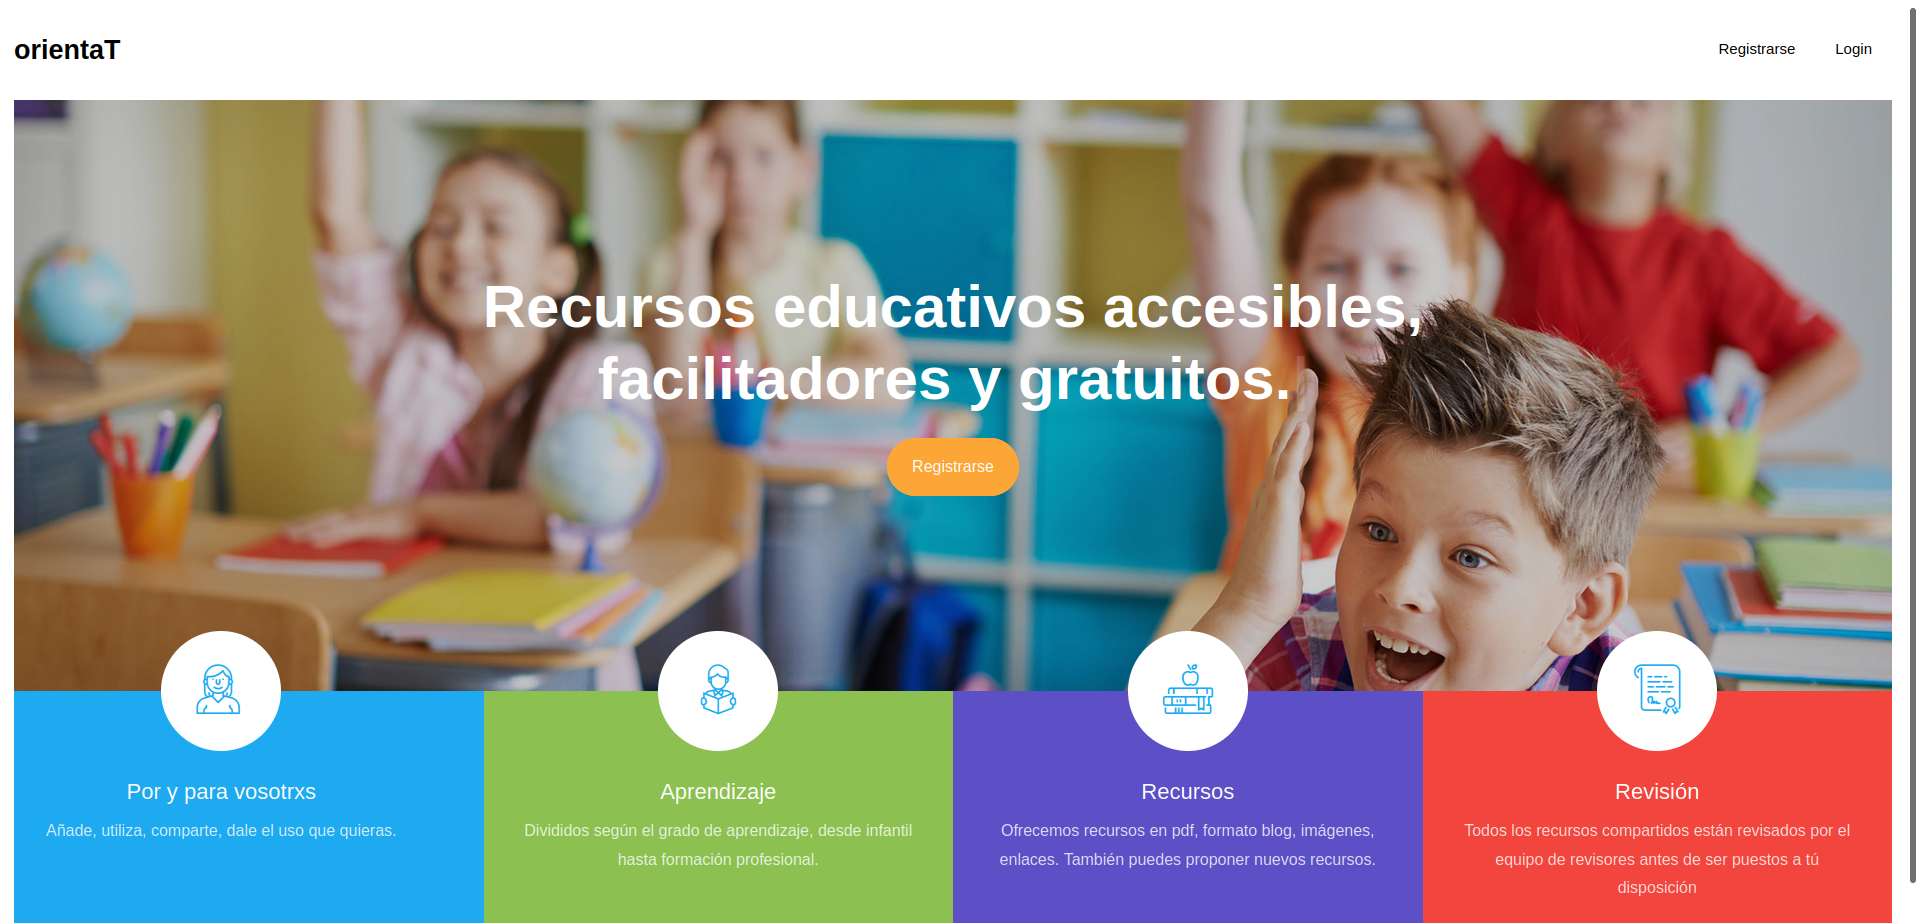 orientaT
Registrarse
Login
Recursos educativos accesibles,
facilitadores y gratuitos.
Registrarse
Por y para vosotrxs
Añade, utiliza, comparte, dale el uso que quieras.
Aprendizaje
Divididos según el grado de aprendizaje, desde infantil
hasta formación profesional.
Recursos
Ofrecemos recursos en pdf, formato blog, imágenes,
enlaces. También puedes proponer nuevos recursos.
Revisión
Todos los recursos compartidos están revisados por el
equipo de revisores antes de ser puestos a tú
disposición